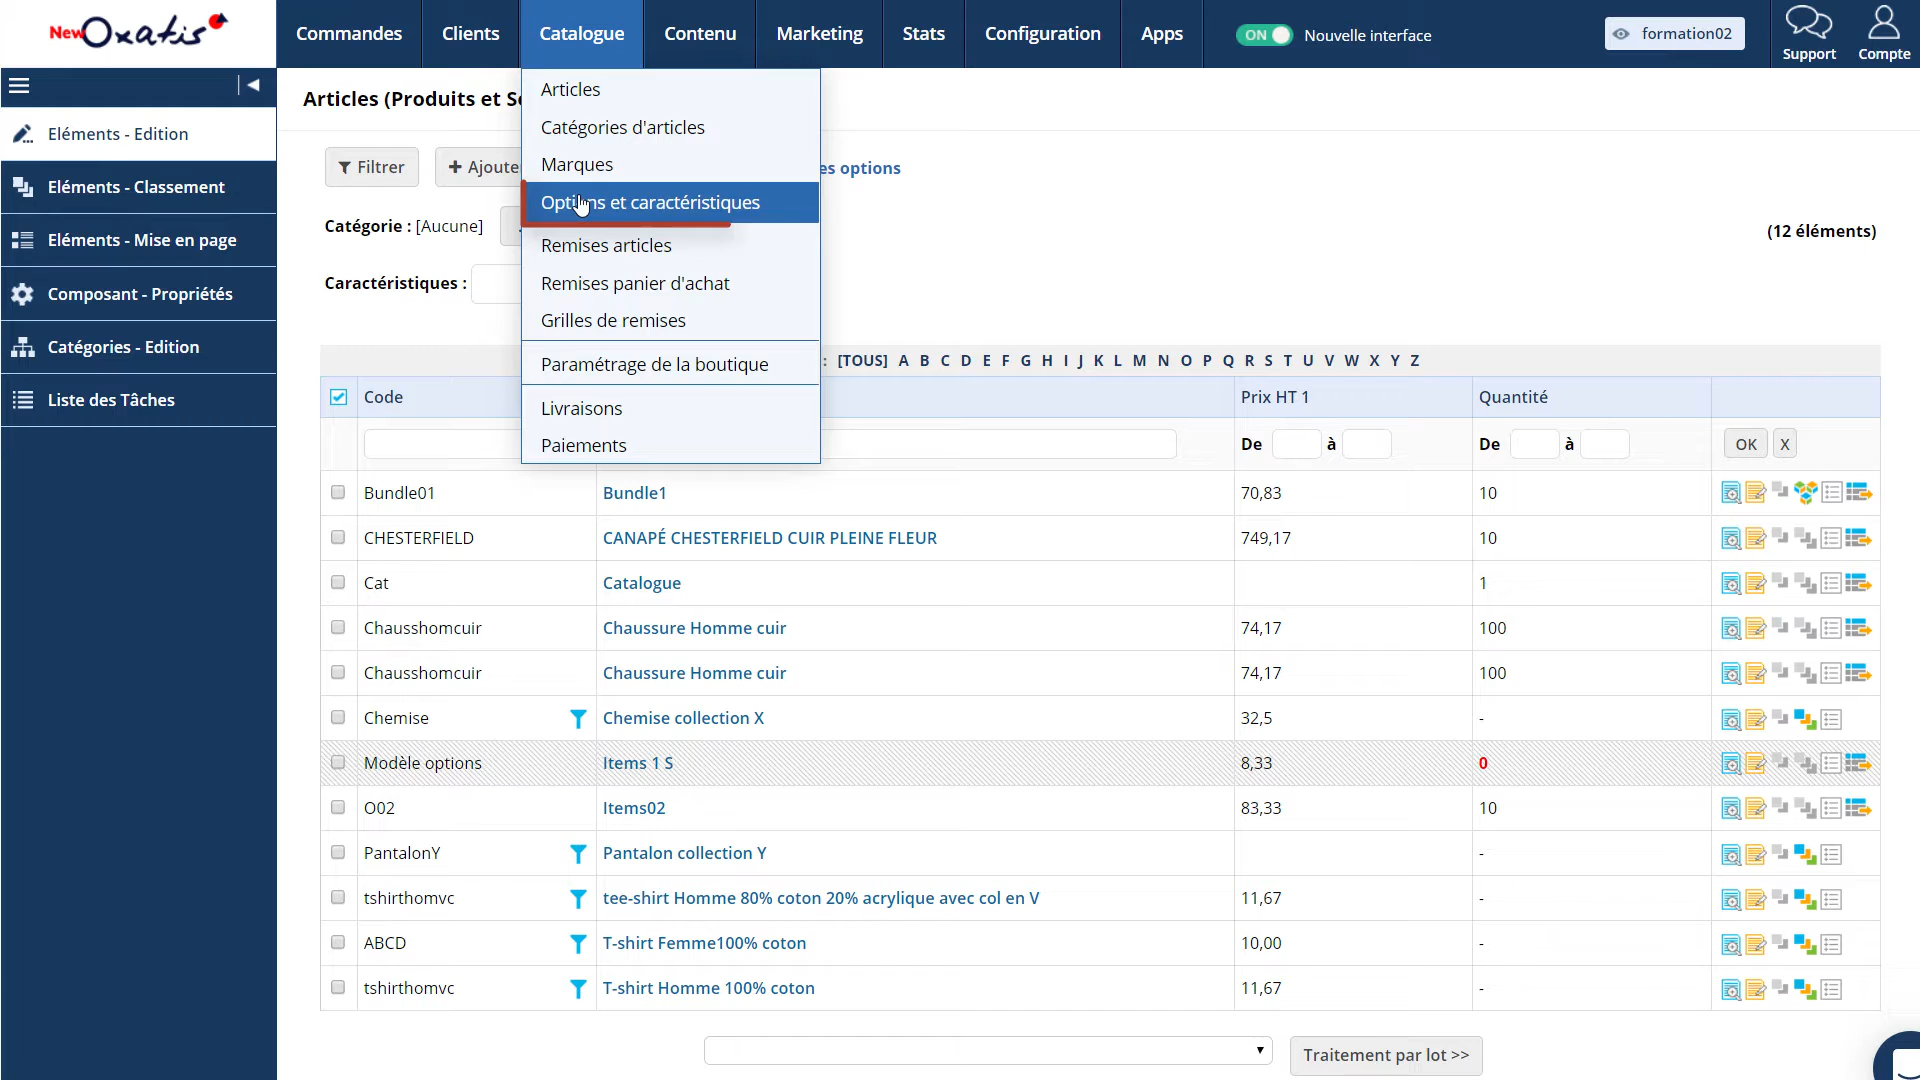 New Oxatis
Commandes
Clients
Catalogue
Contenu
Marketing
Stats
Configuration
Apps
ON
Nouvelle interface
formation02
Support
Compte
Eléments - Edition
Eléments - Classement
Eléments - Mise en page
Composant - Propriétés
Catégories - Edition
Liste des Tâches
Articles (Produits et S
Filtrer
+ Ajoute
es options
Catégorie : [Aucune]
(12 éléments)
Caractéristiques :
Articles
Catégories d'articles
Marques
Options et caractéristiques
Remises articles
Remises panier d'achat
Grilles de remises
Paramétrage de la boutique
Livraisons
Paiements
: [TOUS] A B C D E F G H I J K L M N O P Q R S T U V W X Y Z
Code Prix HT 1 Quantité
De à De à OK X
Bundle01 Bundle1 70,83 10
CHESTERFIELD CANAPÉ CHESTERFIELD CUIR PLEINE FLEUR 749,17 10
Cat Catalogue 1
Chausshomcuir Chaussure Homme cuir 74,17 100
Chausshomcuir Chaussure Homme cuir 74,17 100
Chemise Chemise collection X 32,5 -
Modèle options Items 1 S 8,33 0
O02 Items02 83,33 10
PantalonY Pantalon collection Y -
tshirthomvc tee-shirt Homme 80% coton 20% acrylique avec col en V 11,67 -
ABCD T-shirt Femme100% coton 10,00 -
tshirthomvc T-shirt Homme 100% coton 11,67 -
Traitement par lot >>